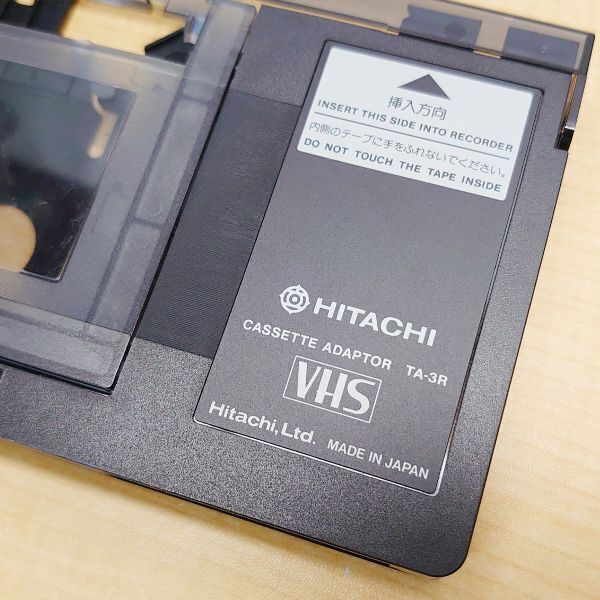 挿入方向
INSERT THIS SIDE INTO RECORDER
内側のテープに手をふれないでください。
DO NOT TOUCH THE TAPE INSIDE
HITACHI
CASSETTE ADAPTOR TA-3R
VHS
Hitachi, Ltd. MADE IN JAPAN